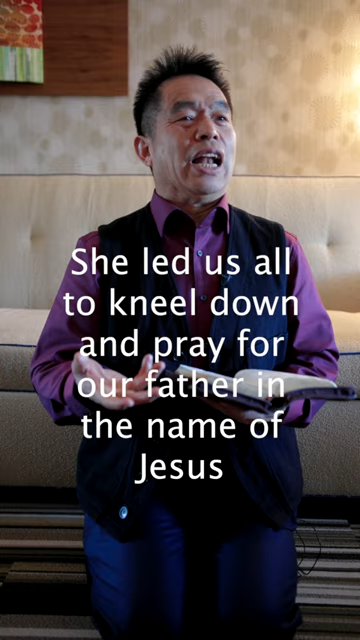 She led us all
to kneel down
and pray for
our father in
the name of
Jesus